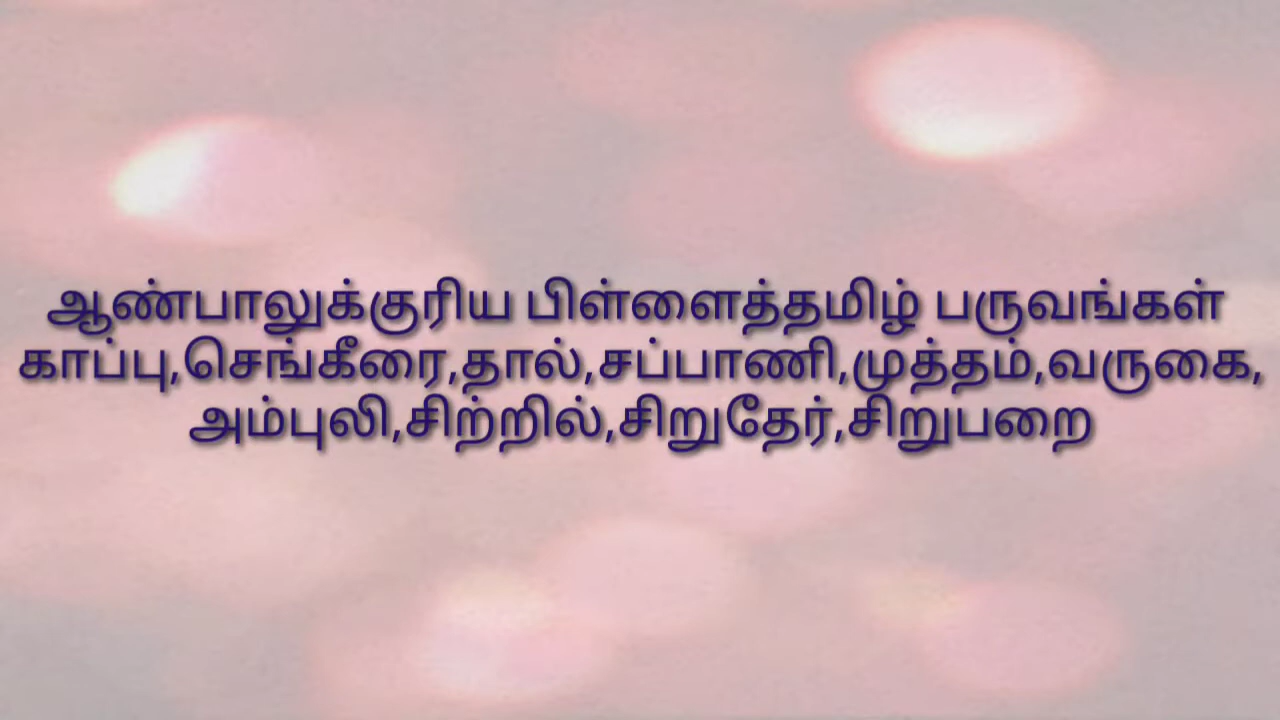 ஆண்பாலுக்குரிய பிள்ளைத்தமிழ் பருவங்கள்
காப்பு,செங்கீரை,தால்,சப்பாணி,முத்தம்,வருகை,
அம்புலி,சிற்றில்,சிறுதேர்,சிறுபறை